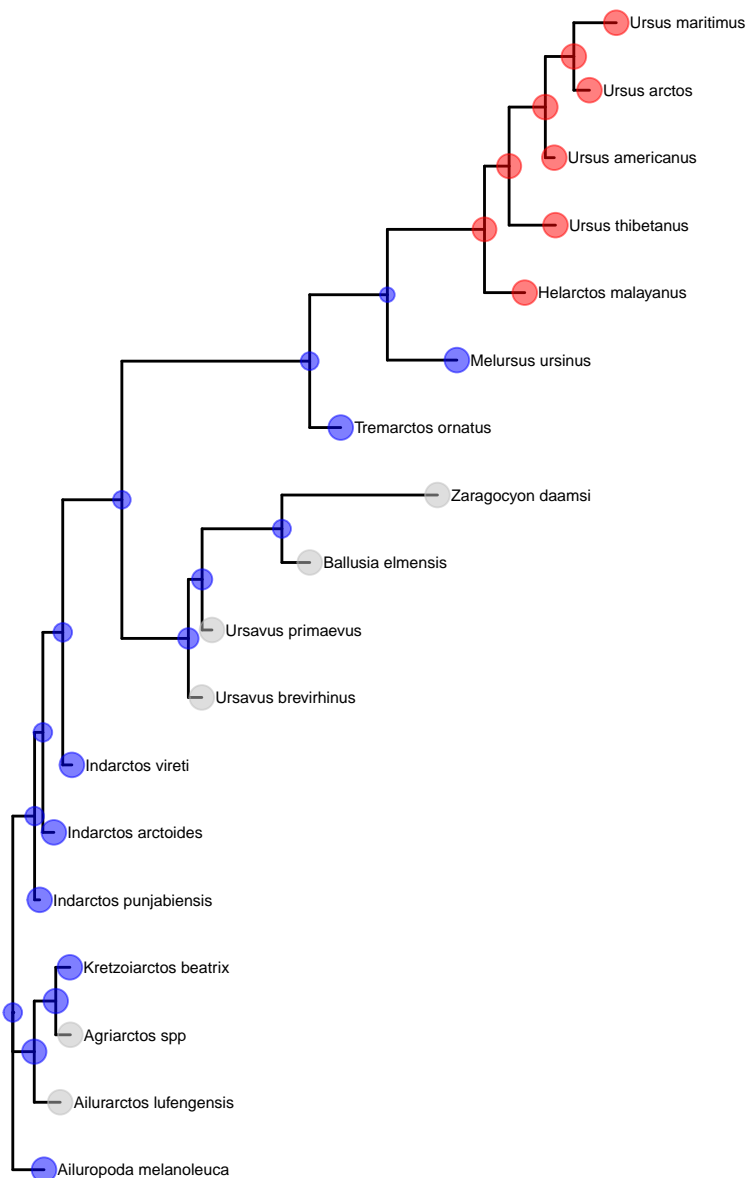 Ursus maritimus
Ursus arctos
Ursus americanus
Ursus thibetanus
Helarctos malayanus
Melursus ursinus
Tremarctos ornatus
Zaragocyon daamsi
Ballusia elmensis
Ursavus primaevus
Ursavus brevirhinus
Indarctos vireti
Indarctos arctoides
Indarctos punjabiensis
Kretzoiarctos beatrix
Agriarctos spp
Ailurarctos lufengensis
Ailuropoda melanoleuca